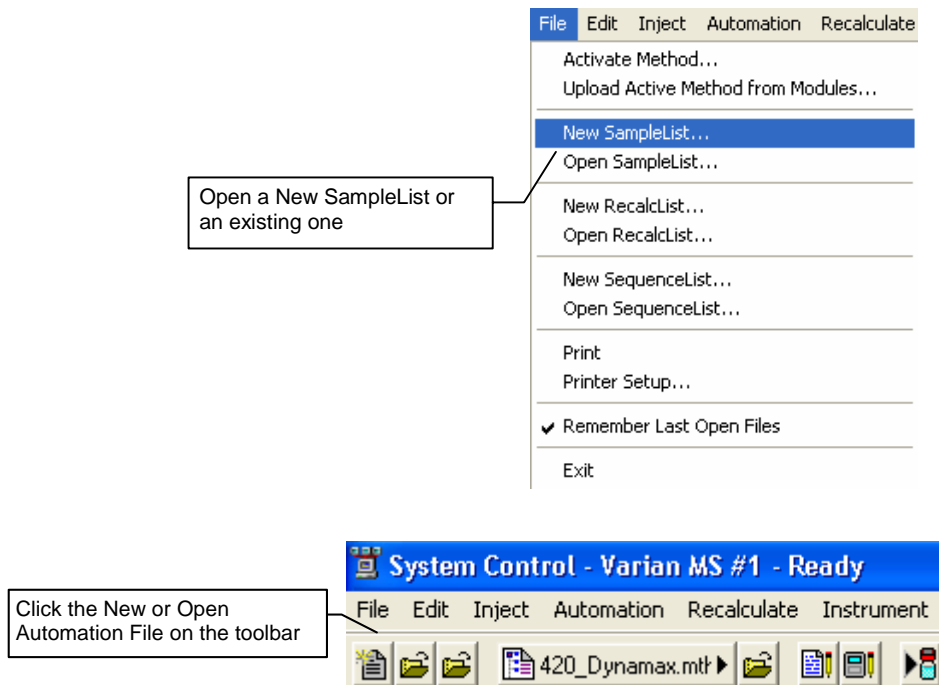 File Edit Inject Automation Recalculate
Activate Method...
Upload Active Method from Modules...
New SampleList...
Open SampleList...
Open a New SampleList or
an existing one
New RecalcList...
Open RecalcList...
New SequenceList...
Open SequenceList...
Print
Printer Setup...
Remember Last Open Files
Exit
System Control - Varian MS #1 - Ready
Click the New or Open
Automation File on the toolbar
File Edit Inject Automation Recalculate Instrument
420_Dynamax.mth